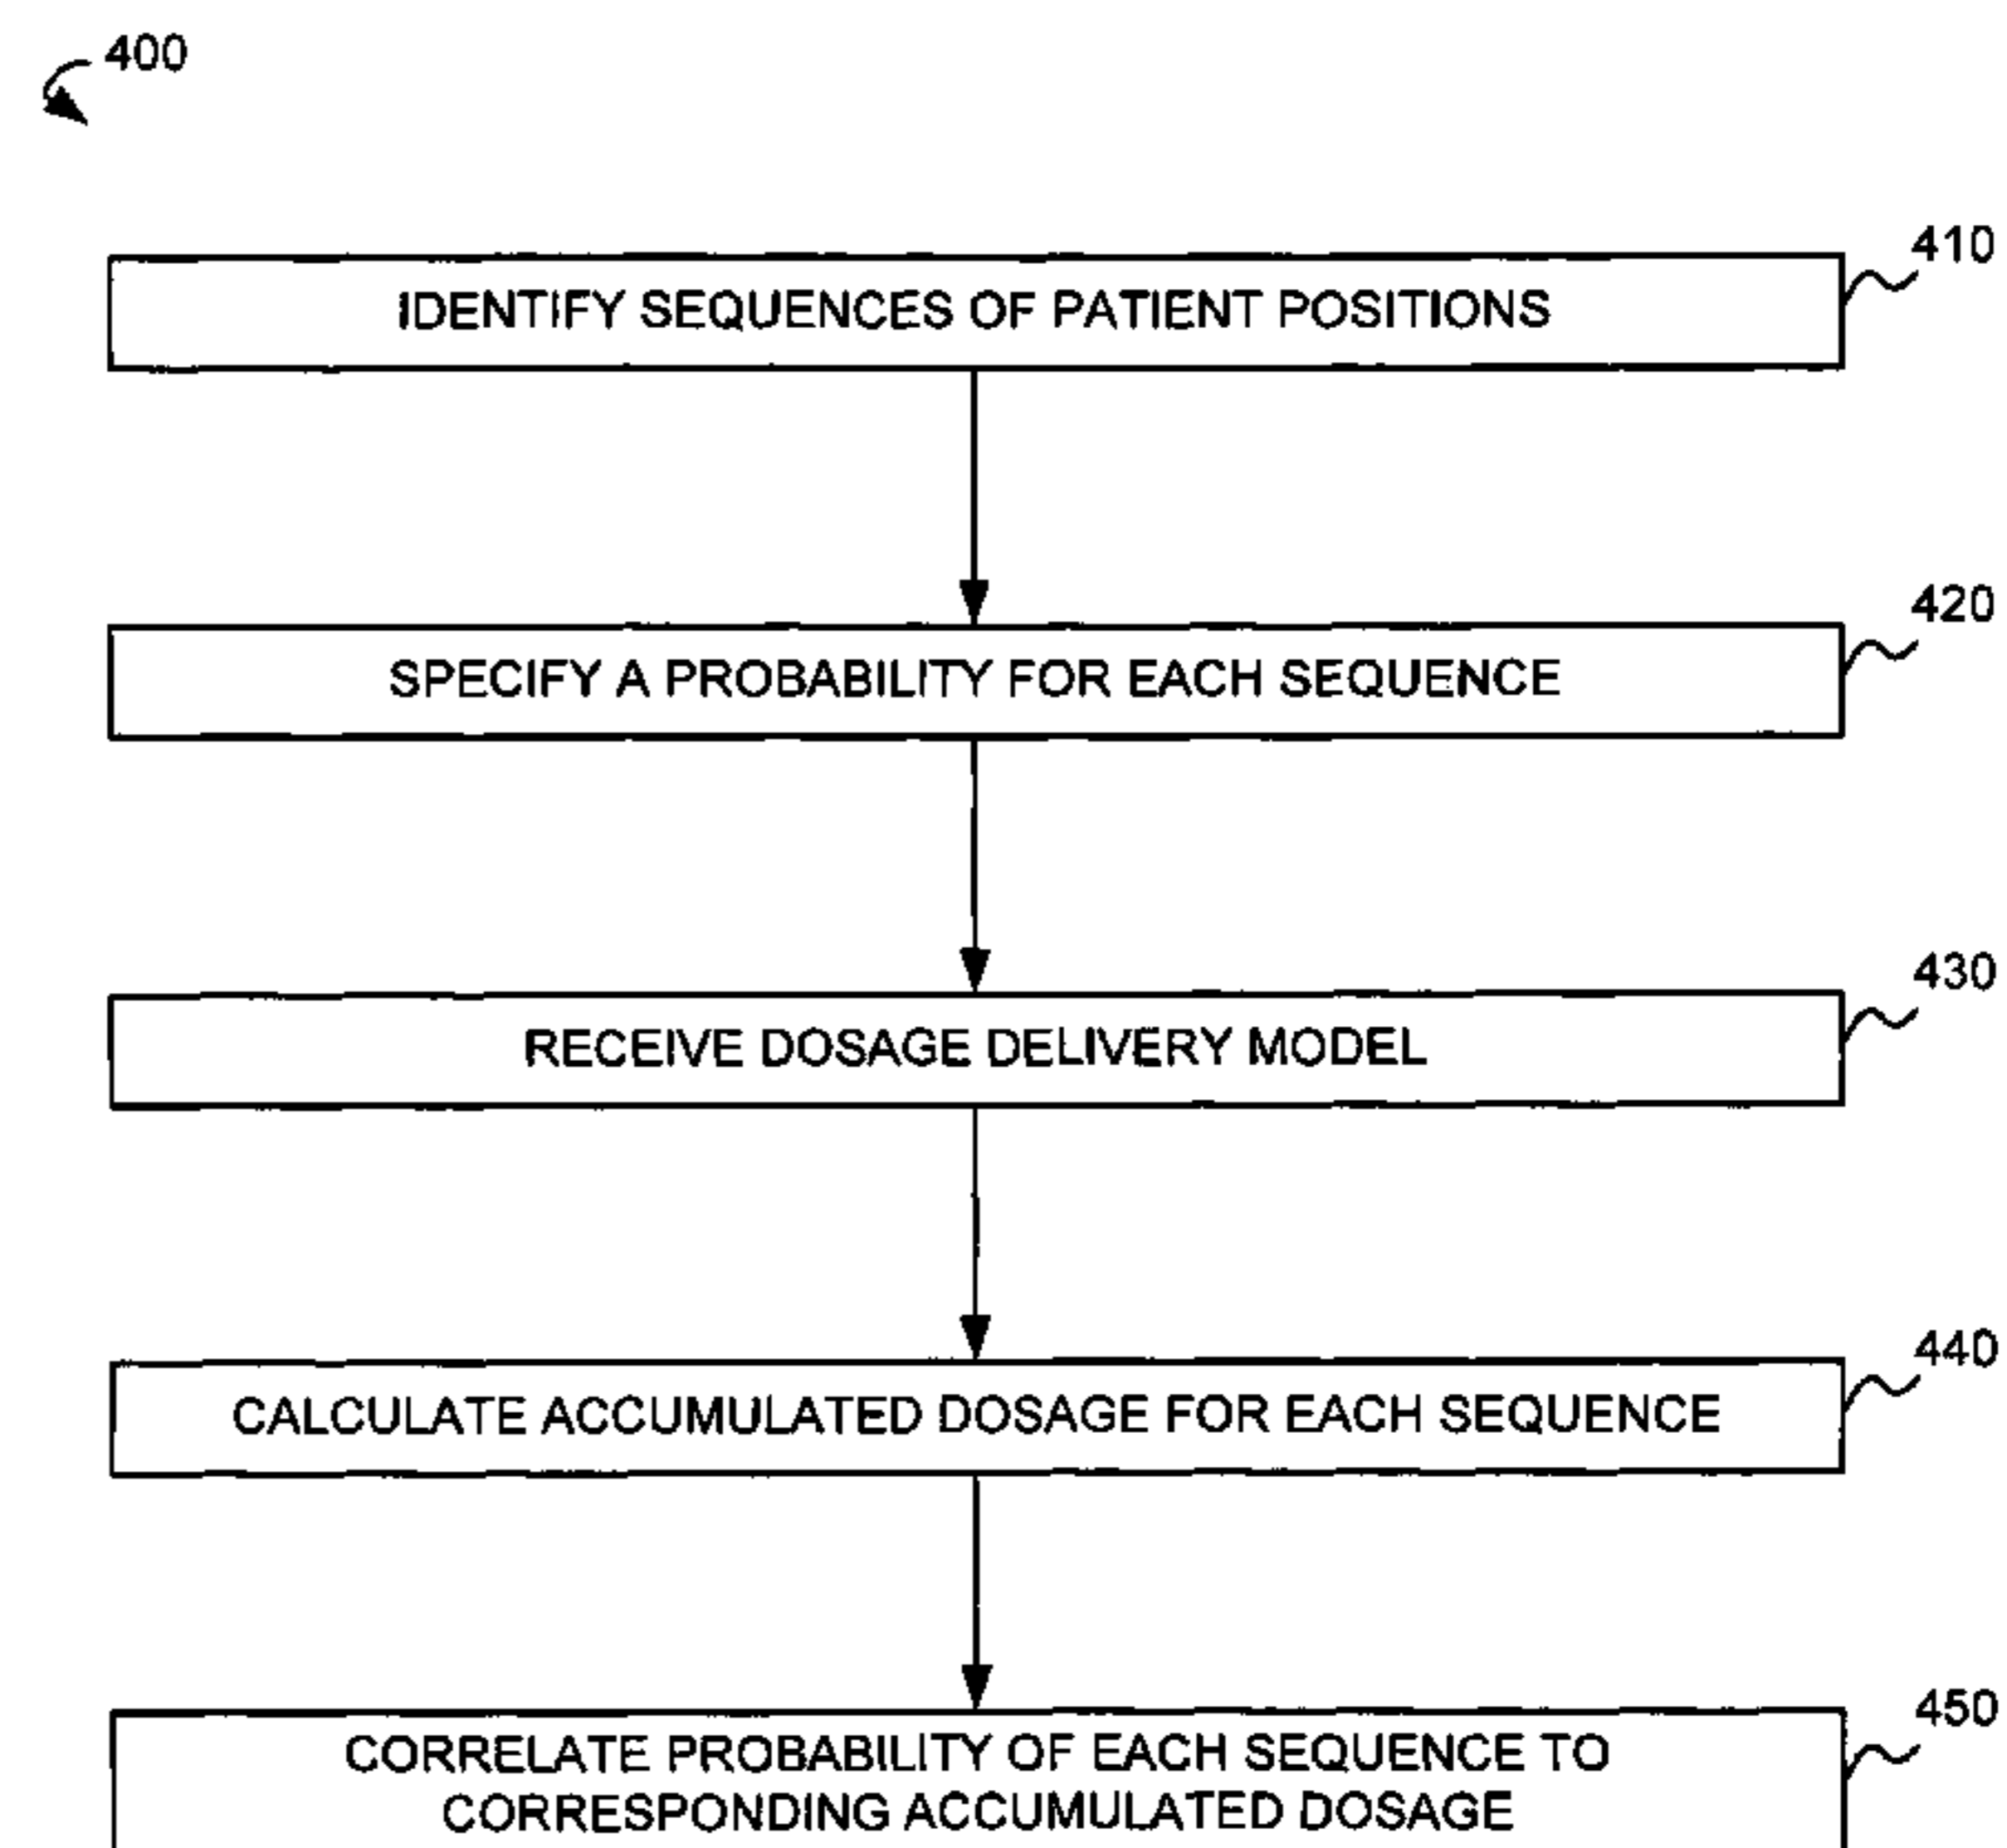 400
410
IDENTIFY SEQUENCES OF PATIENT POSITIONS
420
SPECIFY A PROBABILITY FOR EACH SEQUENCE
430
RECEIVE DOSAGE DELIVERY MODEL
440
CALCULATE ACCUMULATED DOSAGE FOR EACH SEQUENCE
450
CORRELATE PROBABILITY OF EACH SEQUENCE TO
CORRESPONDING ACCUMULATED DOSAGE